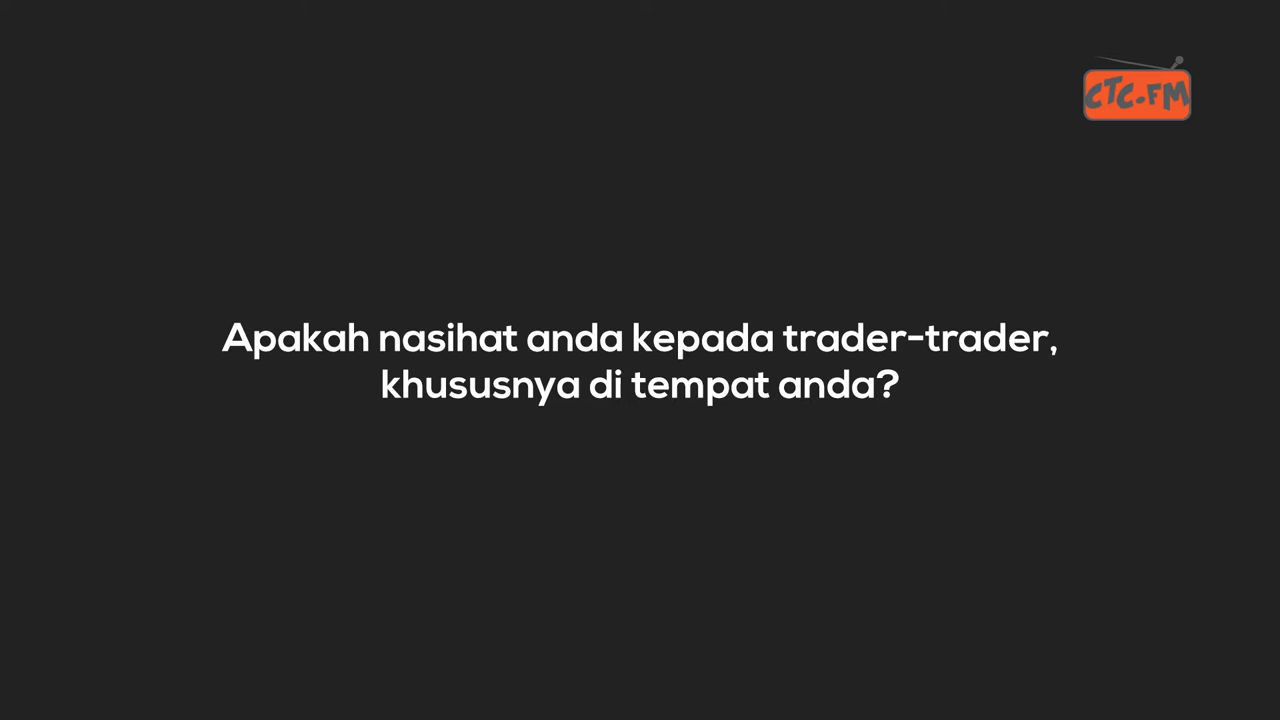 CTC.FM
Apakah nasihat anda kepada trader-trader,
khususnya di tempat anda?